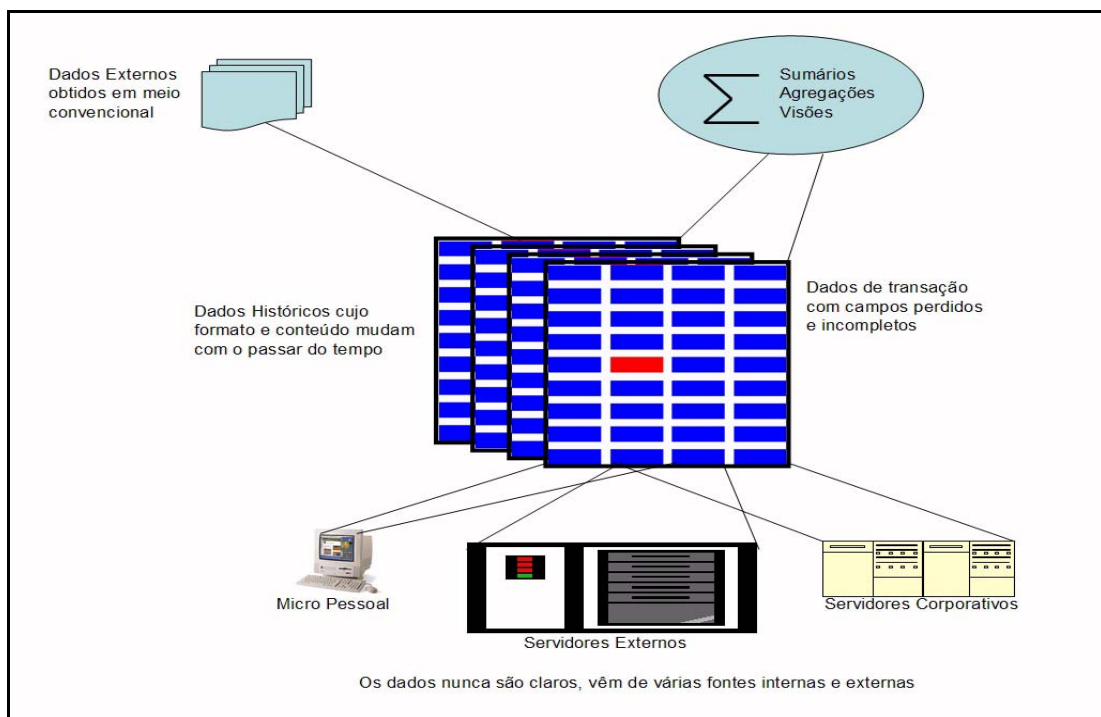 Dados Externos
obtidos em meio
convencional
Sumários
Agregações
Visões
Dados Históricos cujo
formato e conteúdo mudam
com o passar do tempo
Dados de transação
com campos perdidos
e incompletos
Micro Pessoal
Servidores Externos
Servidores Corporativos
Os dados nunca são claros, vêm de várias fontes internas e externas